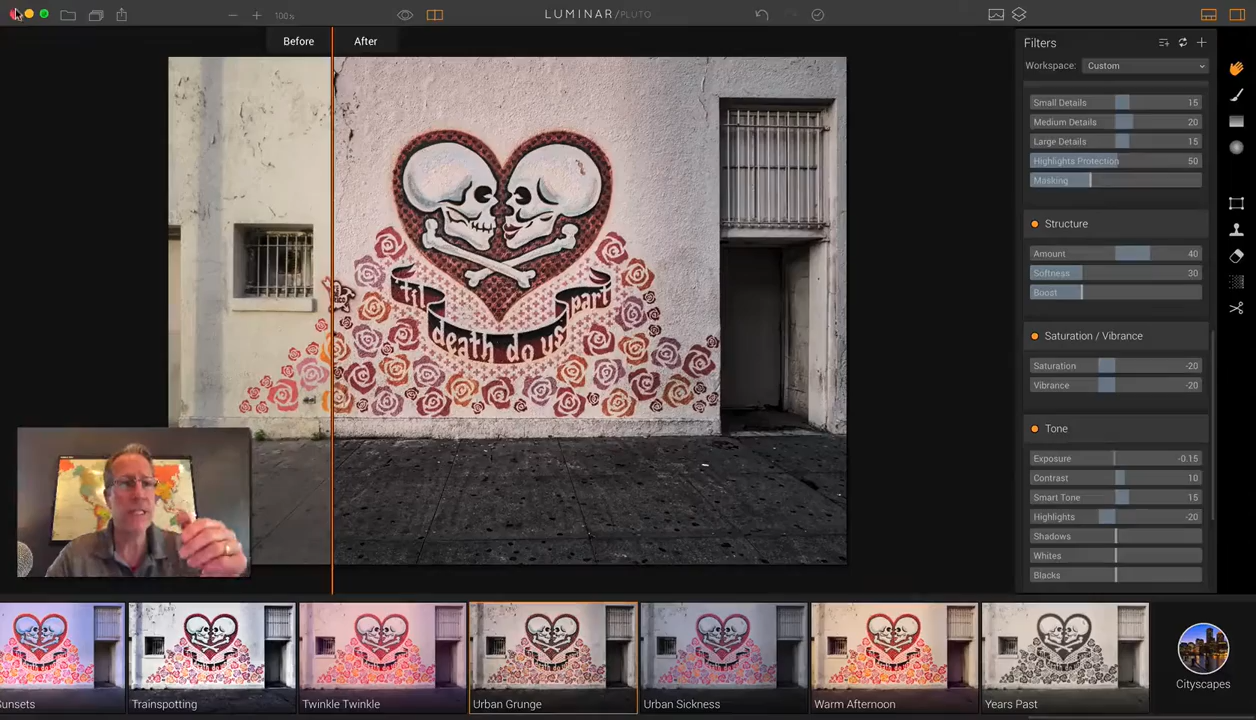 100%
LUMINAR/PLUTO
Before
After
Filters
Workspace: Custom
Small Details 15
Medium Details 20
Large Details 15
Highlights Protection 50
Masking
Structure
Amount 40
Softness 30
Boost
Saturation / Vibrance
Saturation -20
Vibrance -20
Tone
Exposure -0.15
Contrast 10
Smart Tone 15
Highlights -20
Shadows
Whites
Blacks
'til
death do us
part
Sunsets
Trainspotting
Twinkle Twinkle
Urban Grunge
Urban Sickness
Warm Afternoon
Years Past
Cityscapes